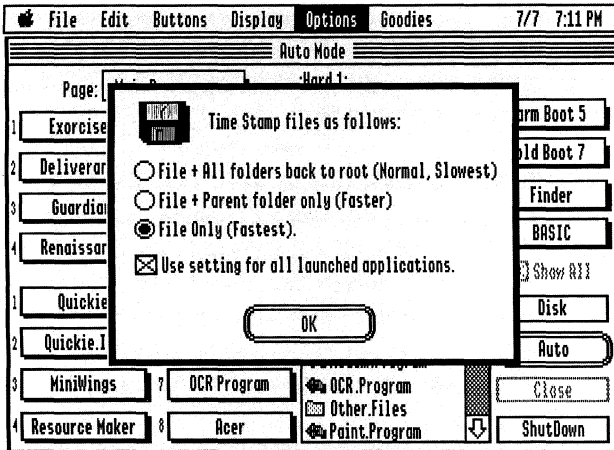 File Edit Buttons Display Options Goodies 7/7 7:11 PM
Auto Mode
Page:
:Hard 1:
Time Stamp files as follows:
File + All folders back to root (Normal, Slowest)
File + Parent folder only (Faster)
File Only (Fastest).
Use setting for all launched applications.
OK
1 Exorcise
2 Deliveran
3 Guardia
4 Renaissa
1 Quickie
2 Quickie.I
3 MiniWings
4 Resource Maker
7 OCR Program
8 Acer
OCR.Program
Other.Files
Paint.Program
arm Boot 5
old Boot 7
Finder
BASIC
Show All
Disk
Auto
Close
ShutDown